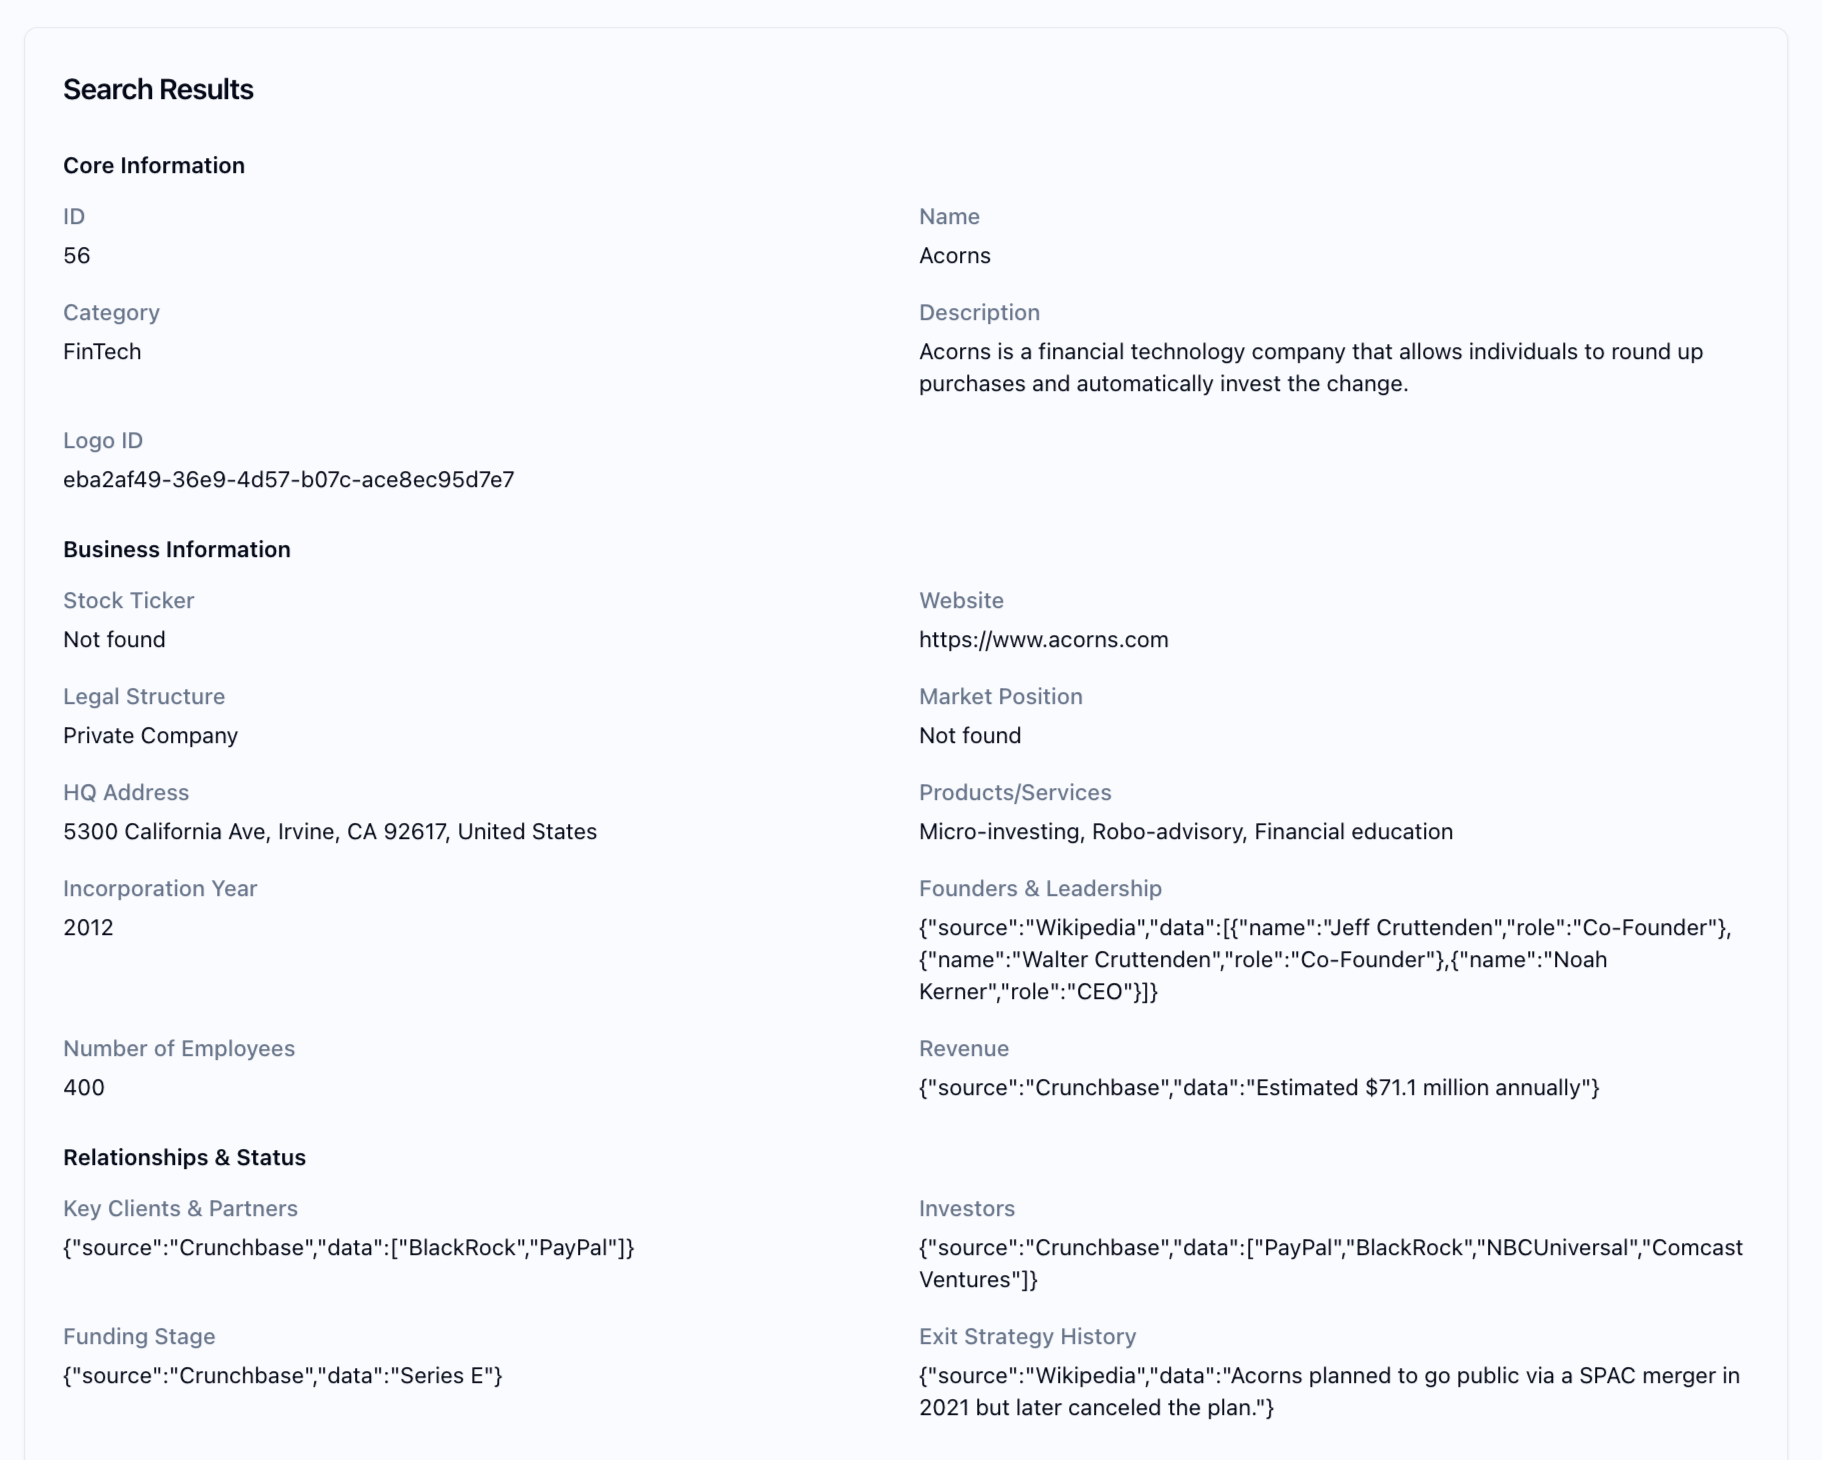 Search Results
Core Information
ID
56
Name
Acorns
Category
FinTech
Description
Acorns is a financial technology company that allows individuals to round up
purchases and automatically invest the change.
Logo ID
eba2af49-36e9-4d57-b07c-ace8ec95d7e7
Business Information
Stock Ticker
Not found
Website
https://www.acorns.com
Legal Structure
Private Company
Market Position
Not found
HQ Address
5300 California Ave, Irvine, CA 92617, United States
Products/Services
Micro-investing, Robo-advisory, Financial education
Incorporation Year
2012
Founders & Leadership
{"source":"Wikipedia","data":[{"name":"Jeff Cruttenden","role":"Co-Founder"},
{"name":"Walter Cruttenden","role":"Co-Founder"},{"name":"Noah
Kerner","role":"CEO"}]}
Number of Employees
400
Revenue
{"source":"Crunchbase","data":"Estimated $71.1 million annually"}
Relationships & Status
Key Clients & Partners
{"source":"Crunchbase","data":["BlackRock","PayPal"]}
Investors
{"source":"Crunchbase","data":["PayPal","BlackRock","NBCUniversal","Comcast
Ventures"]}
Funding Stage
{"source":"Crunchbase","data":"Series E"}
Exit Strategy History
{"source":"Wikipedia","data":"Acorns planned to go public via a SPAC merger in
2021 but later canceled the plan."}